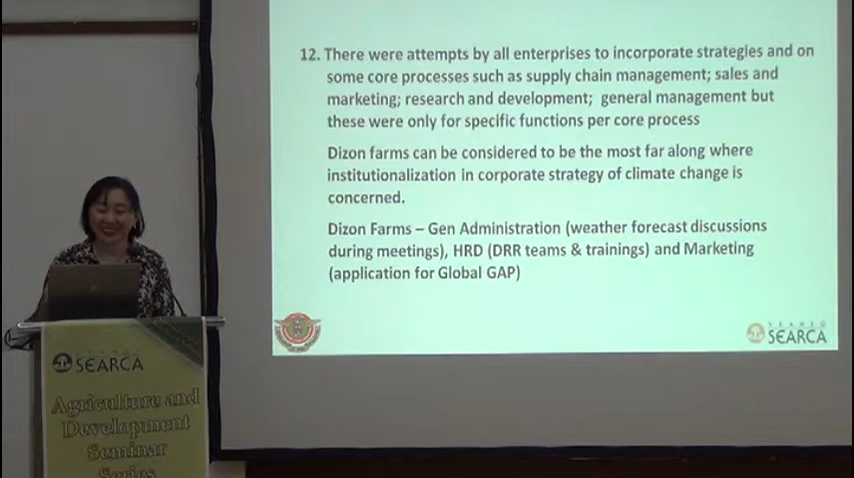 12. There were attempts by all enterprises to incorporate strategies and on
some core processes such as supply chain management; sales and
marketing; research and development; general management but
these were only for specific functions per core process
Dizon farms can be considered to be the most far along where
institutionalization in corporate strategy of climate change is
concerned.
Dizon Farms – Gen Administration (weather forecast discussions
during meetings), HRD (DRR teams & trainings) and Marketing
(application for Global GAP)
SEAMEO
SEARCA
SEARCA
Agriculture and
Development
Seminar
Series